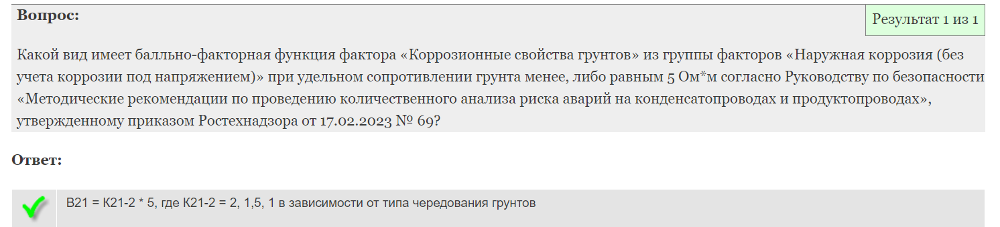 Вопрос:
Результат 1 из 1
Какой вид имеет балльно-факторная функция фактора «Коррозионные свойства грунтов» из группы факторов «Наружная коррозия (без
учета коррозии под напряжением)» при удельном сопротивлении грунта менее, либо равным 5 Ом*м согласно Руководству по безопасности
«Методические рекомендации по проведению количественного анализа риска аварий на конденсатопроводах и продуктопроводах»,
утвержденному приказом Ростехнадзора от 17.02.2023 № 69?
Ответ:
В21 = К21-2 * 5, где К21-2 = 2, 1,5, 1 в зависимости от типа чередования грунтов